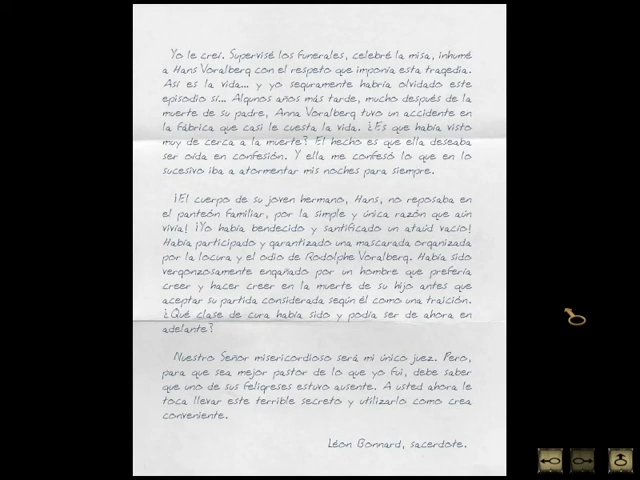 Yo le creí. Supervisé los funerales, celebré la misa, inhumé
a Hans Voralberg con el respeto que imponía esta tragedia.
Así es la vida... y yo seguramente habría olvidado este
episodio si... Algunos años más tarde, mucho después de la
muerte de su padre, Anna Voralberg tuvo un accidente en
la fábrica que casi le cuesta la vida. ¿Es que había visto
muy de cerca a la muerte? El hecho es que ella deseaba
ser oída en confesión. Y ella me confesó lo que en lo
sucesivo iba a atormentar mis noches para siempre.
¡El cuerpo de su joven hermano, Hans, no reposaba en
el panteón familiar, por la simple y única razón que aún
vivía! ¡Yo había bendecido y santificado un ataúd vacío!
Había participado y garantizado una mascarada organizada
por la locura y el odio de Rodolphe Voralberg. Había sido
vergonzosamente engañado por un hombre que prefería
creer y hacer creer en la muerte de su hijo antes que
aceptar su partida considerada según él como una traición.
¿Qué clase de cura había sido y podía ser de ahora en
adelante?
Nuestro Señor misericordioso será mi único juez. Pero,
para que sea mejor pastor de lo que yo fui, debe saber
que uno de sus feligreses estuvo ausente. A usted ahora le
toca llevar este terrible secreto y utilizarlo como crea
conveniente.
Léon Bonnard, sacerdote.